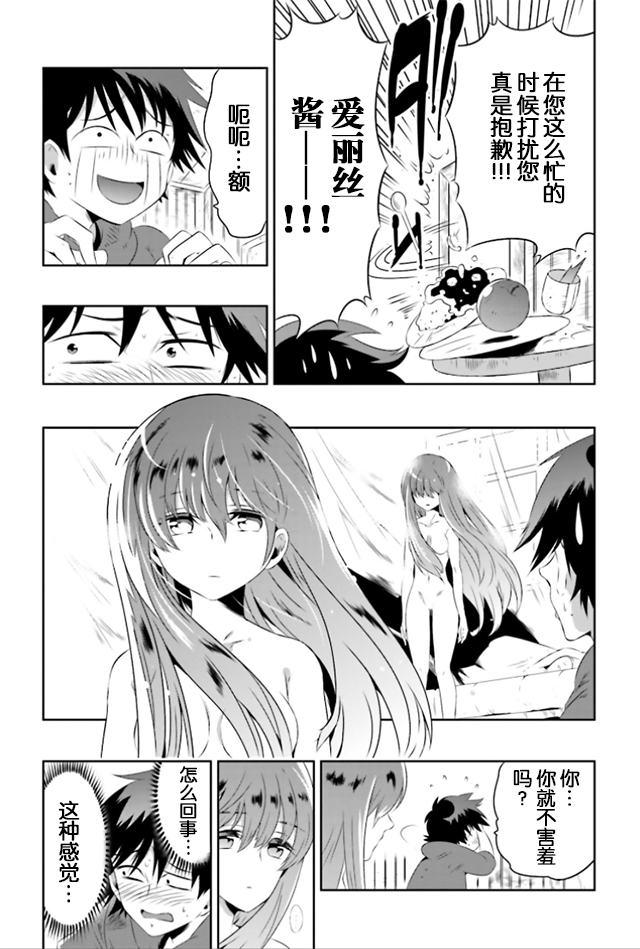 在您这么忙的
时候打扰您
真是抱歉!!!
爱丽丝
酱——!!!
呃呃…额
你…
你就不害羞
吗？
怎么回事…
这种感觉…